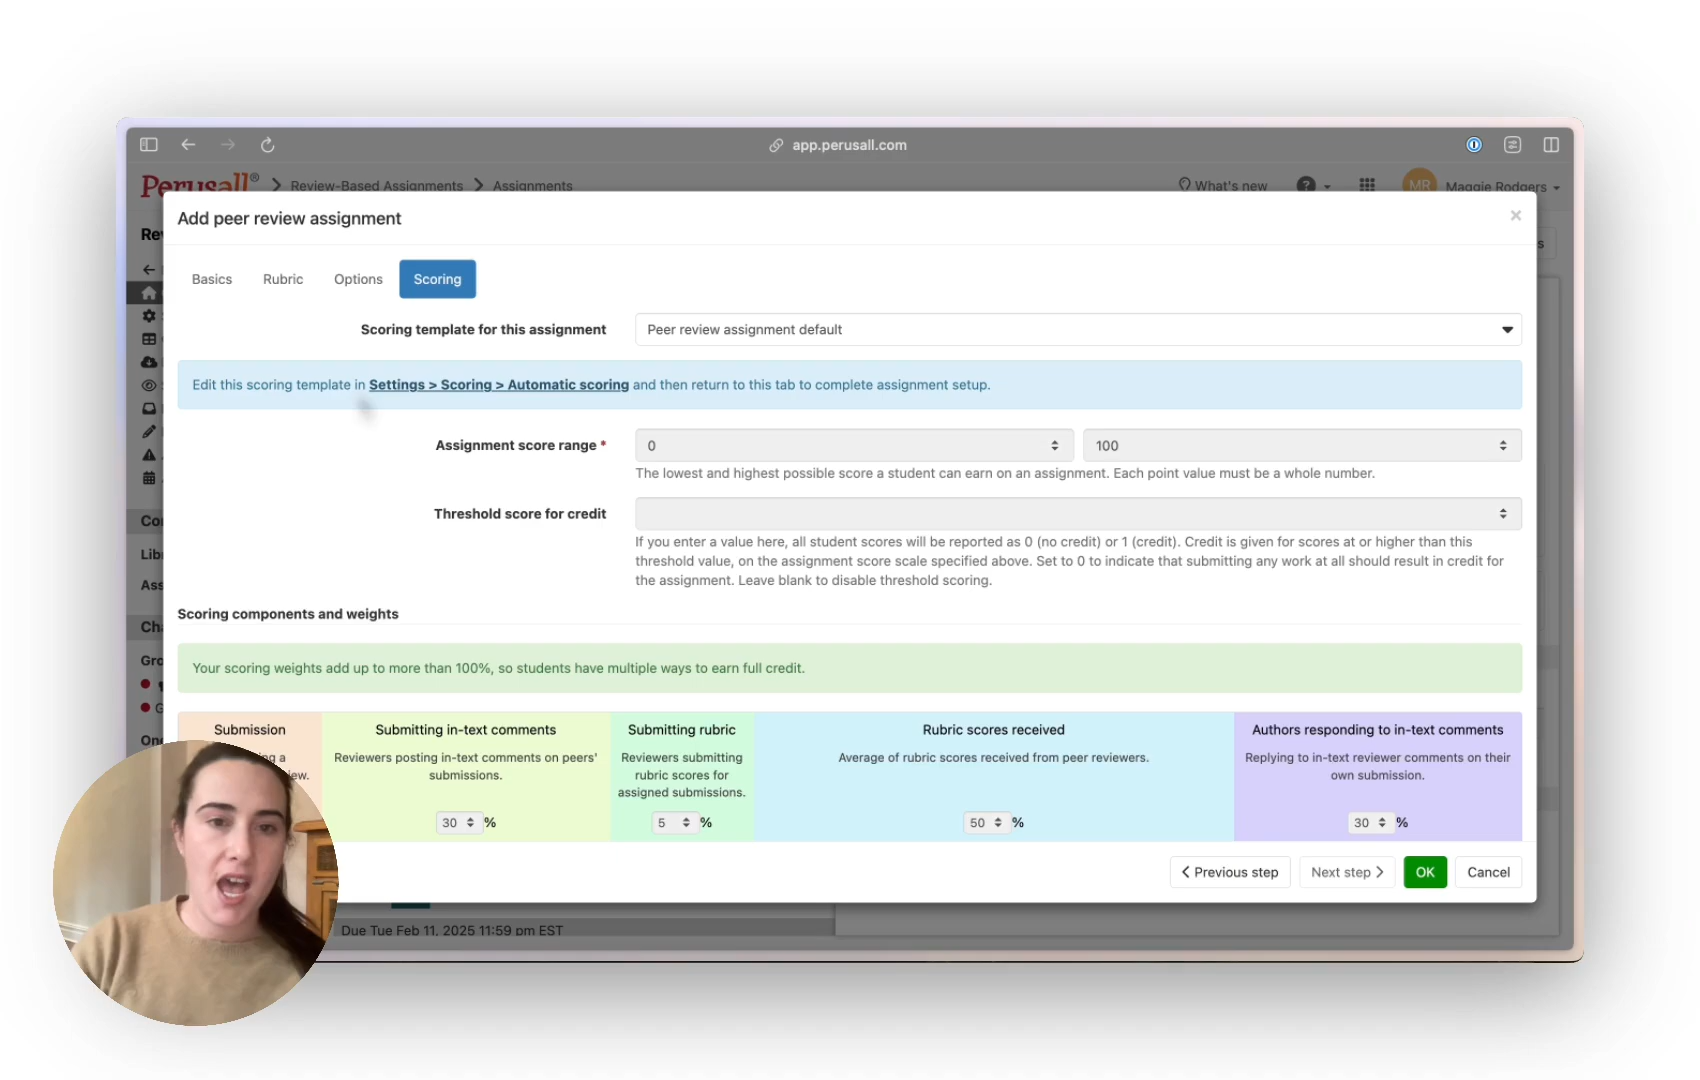 app.perusall.com
Perusall® > Review-Based Assignments > Assignments
What's new
MR Maggie Rodgers
Add peer review assignment
×
Basics Rubric Options Scoring
Scoring template for this assignment
Peer review assignment default
Edit this scoring template in Settings > Scoring > Automatic scoring and then return to this tab to complete assignment setup.
Assignment score range *
0
100
The lowest and highest possible score a student can earn on an assignment. Each point value must be a whole number.
Threshold score for credit
If you enter a value here, all student scores will be reported as 0 (no credit) or 1 (credit). Credit is given for scores at or higher than this
threshold value, on the assignment score scale specified above. Set to 0 to indicate that submitting any work at all should result in credit for
the assignment. Leave blank to disable threshold scoring.
Scoring components and weights
Your scoring weights add up to more than 100%, so students have multiple ways to earn full credit.
Submission
Submitting in-text comments
Reviewers posting in-text comments on peers'
submissions.
30 %
Submitting rubric
Reviewers submitting
rubric scores for
assigned submissions.
5 %
Rubric scores received
Average of rubric scores received from peer reviewers.
50 %
Authors responding to in-text comments
Replying to in-text reviewer comments on their
own submission.
30 %
Previous step
Next step
OK
Cancel
Due Tue Feb 11, 2025 11:59 pm EST